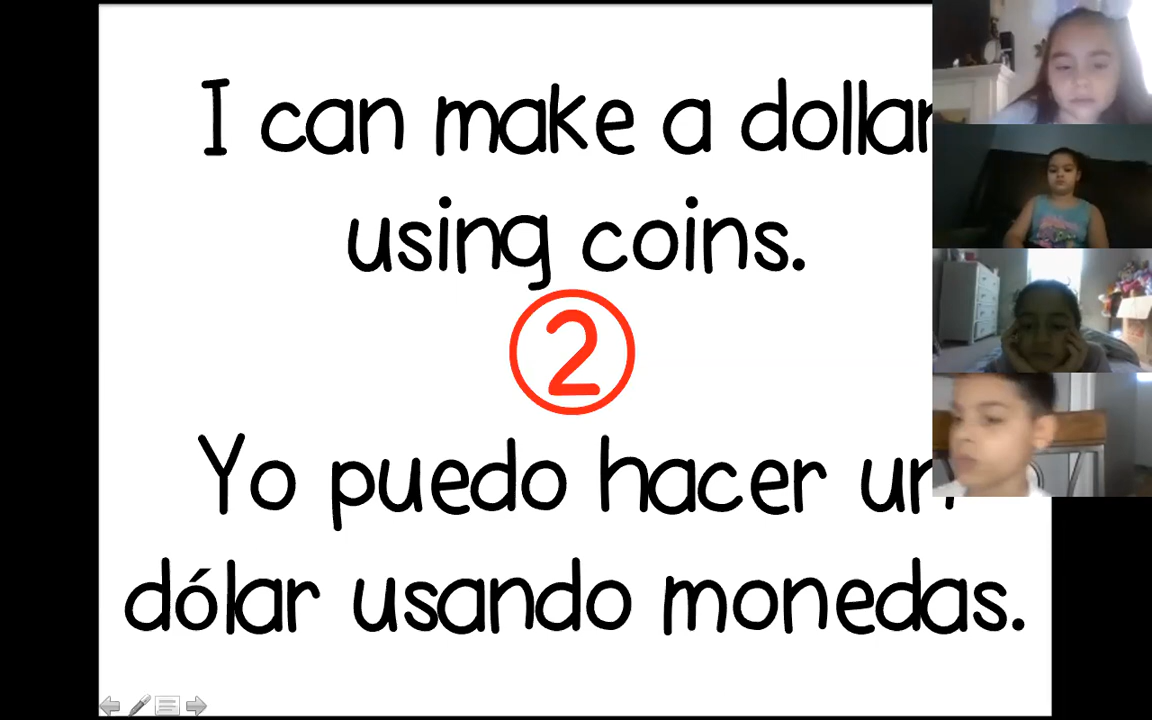 I can make a dollar
using coins.
2
Yo puedo hacer un
dólar usando monedas.